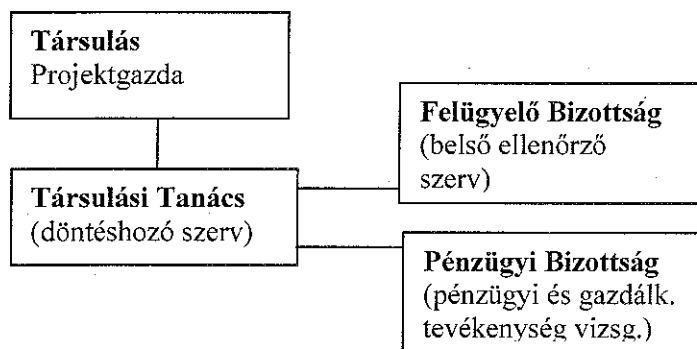 Társulás
Projektgazda
Felügyelő Bizottság
(belső ellenőrző
szerv)
Társulási Tanács
(döntéshozó szerv)
Pénzügyi Bizottság
(pénzügyi és gazdálk.
tevékenység vizsg.)